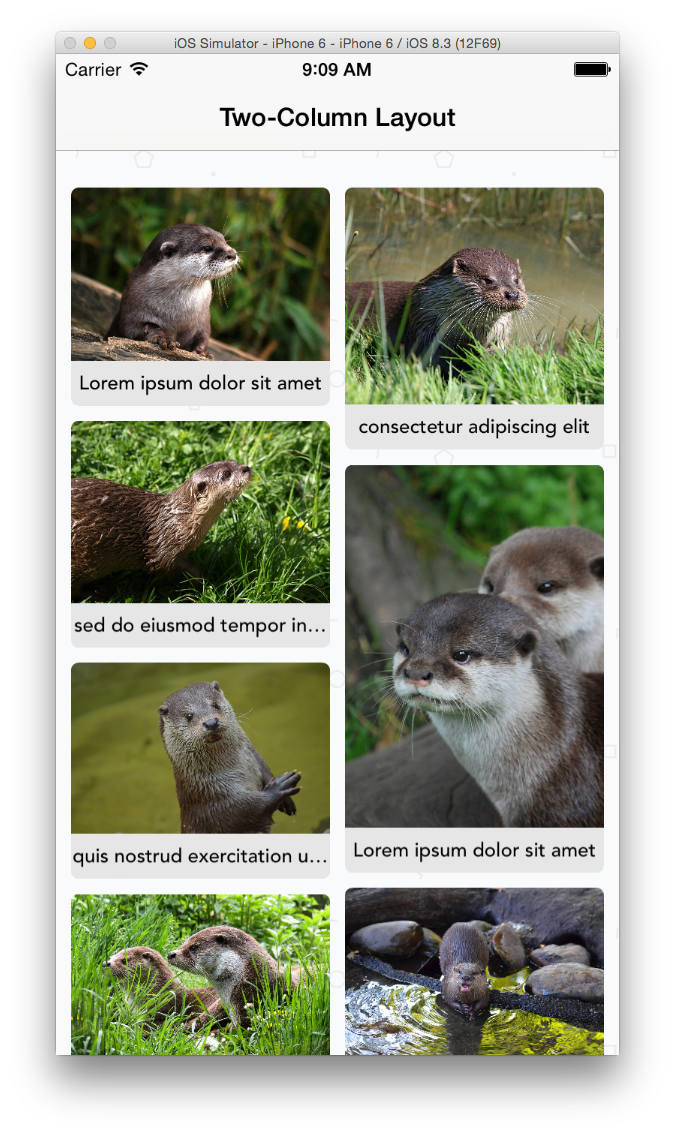 iOS Simulator - iPhone 6 - iPhone 6 / iOS 8.3 (12F69)
Carrier 9:09 AM
Two-Column Layout
Lorem ipsum dolor sit amet
consectetur adipiscing elit
sed do eiusmod tempor in…
quis nostrud exercitation u…
Lorem ipsum dolor sit amet